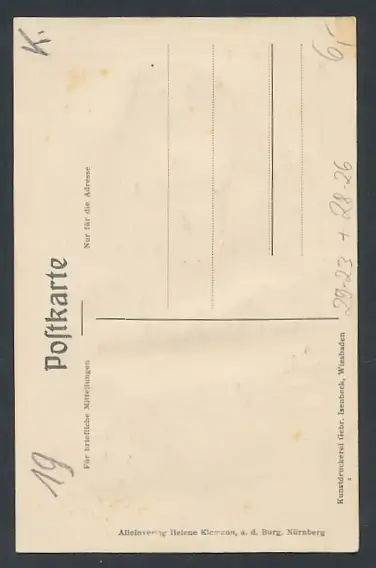 K.
6,-
Postkarte
Nur für die Adresse
Für briefliche Mitteilungen
19
29-23 + 28-26
Kunstdruckerei Gebr. Isenbeck, Wiesbaden
Alleinverlag Helene Klemann, a. d. Burg, Nürnberg